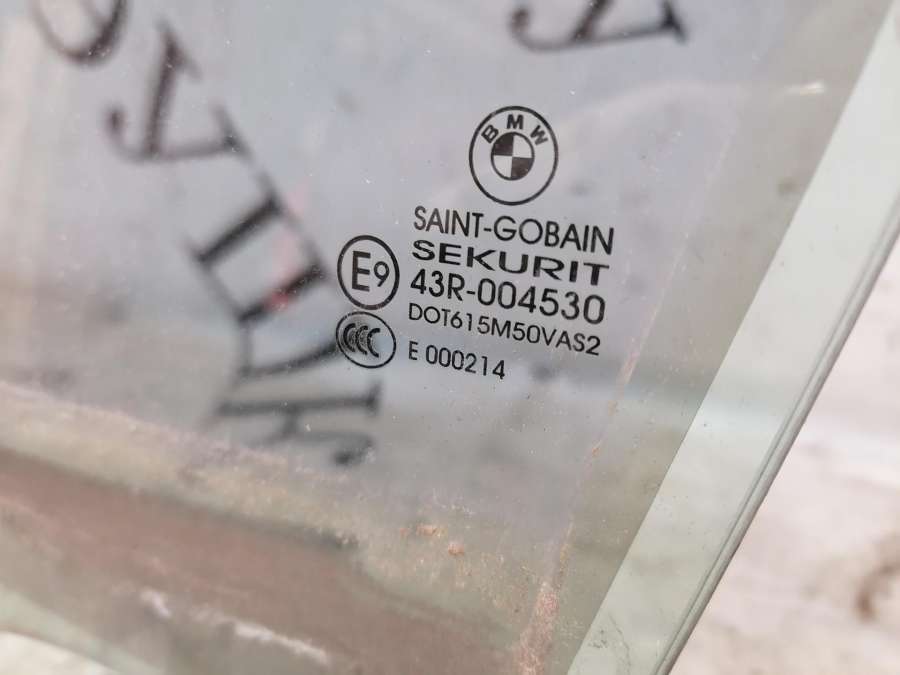 BMW
SAINT-GOBAIN
SEKURIT
E9
43R-004530
DOT615M50VAS2
CCC
E 000214